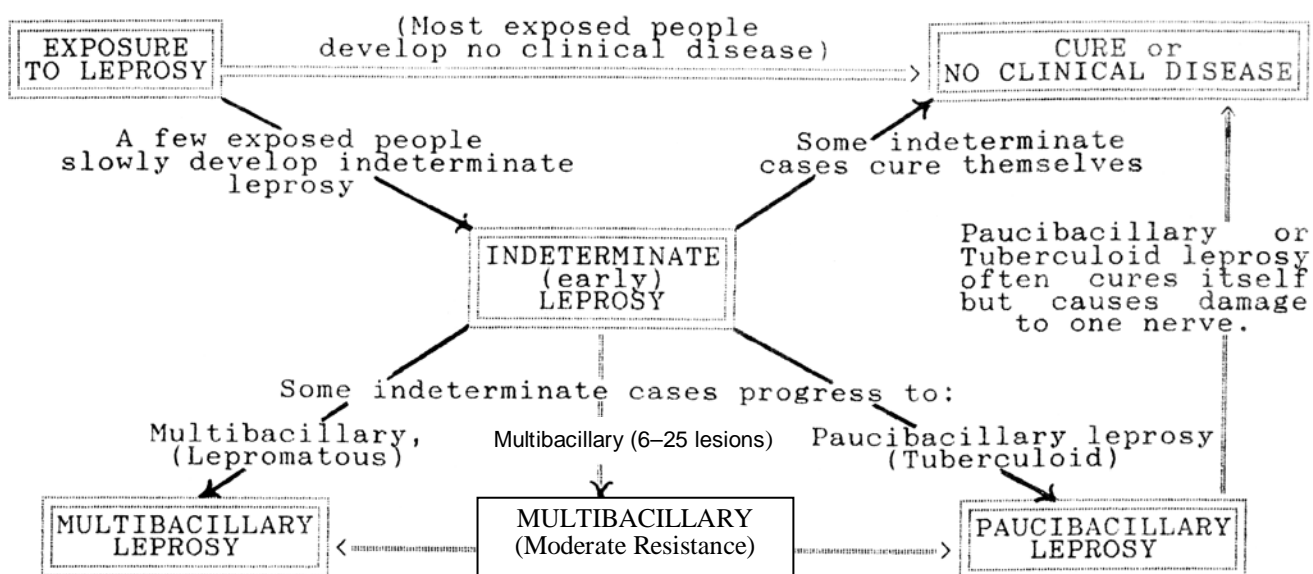 (Most exposed people
develop no clinical disease)
EXPOSURE
TO LEPROSY
CURE or
NO CLINICAL DISEASE
A few exposed people
slowly develop indeterminate
leprosy
Some indeterminate
cases cure themselves
INDETERMINATE
(early)
LEPROSY
Paucibacillary or
Tuberculoid leprosy
often cures itself
but causes damage
to one nerve.
Some indeterminate cases progress to:
Multibacillary,
(Lepromatous)
Multibacillary (6–25 lesions)
Paucibacillary leprosy
(Tuberculoid)
MULTIBACILLARY
LEPROSY
MULTIBACILLARY
(Moderate Resistance)
PAUCIBACILLARY
LEPROSY